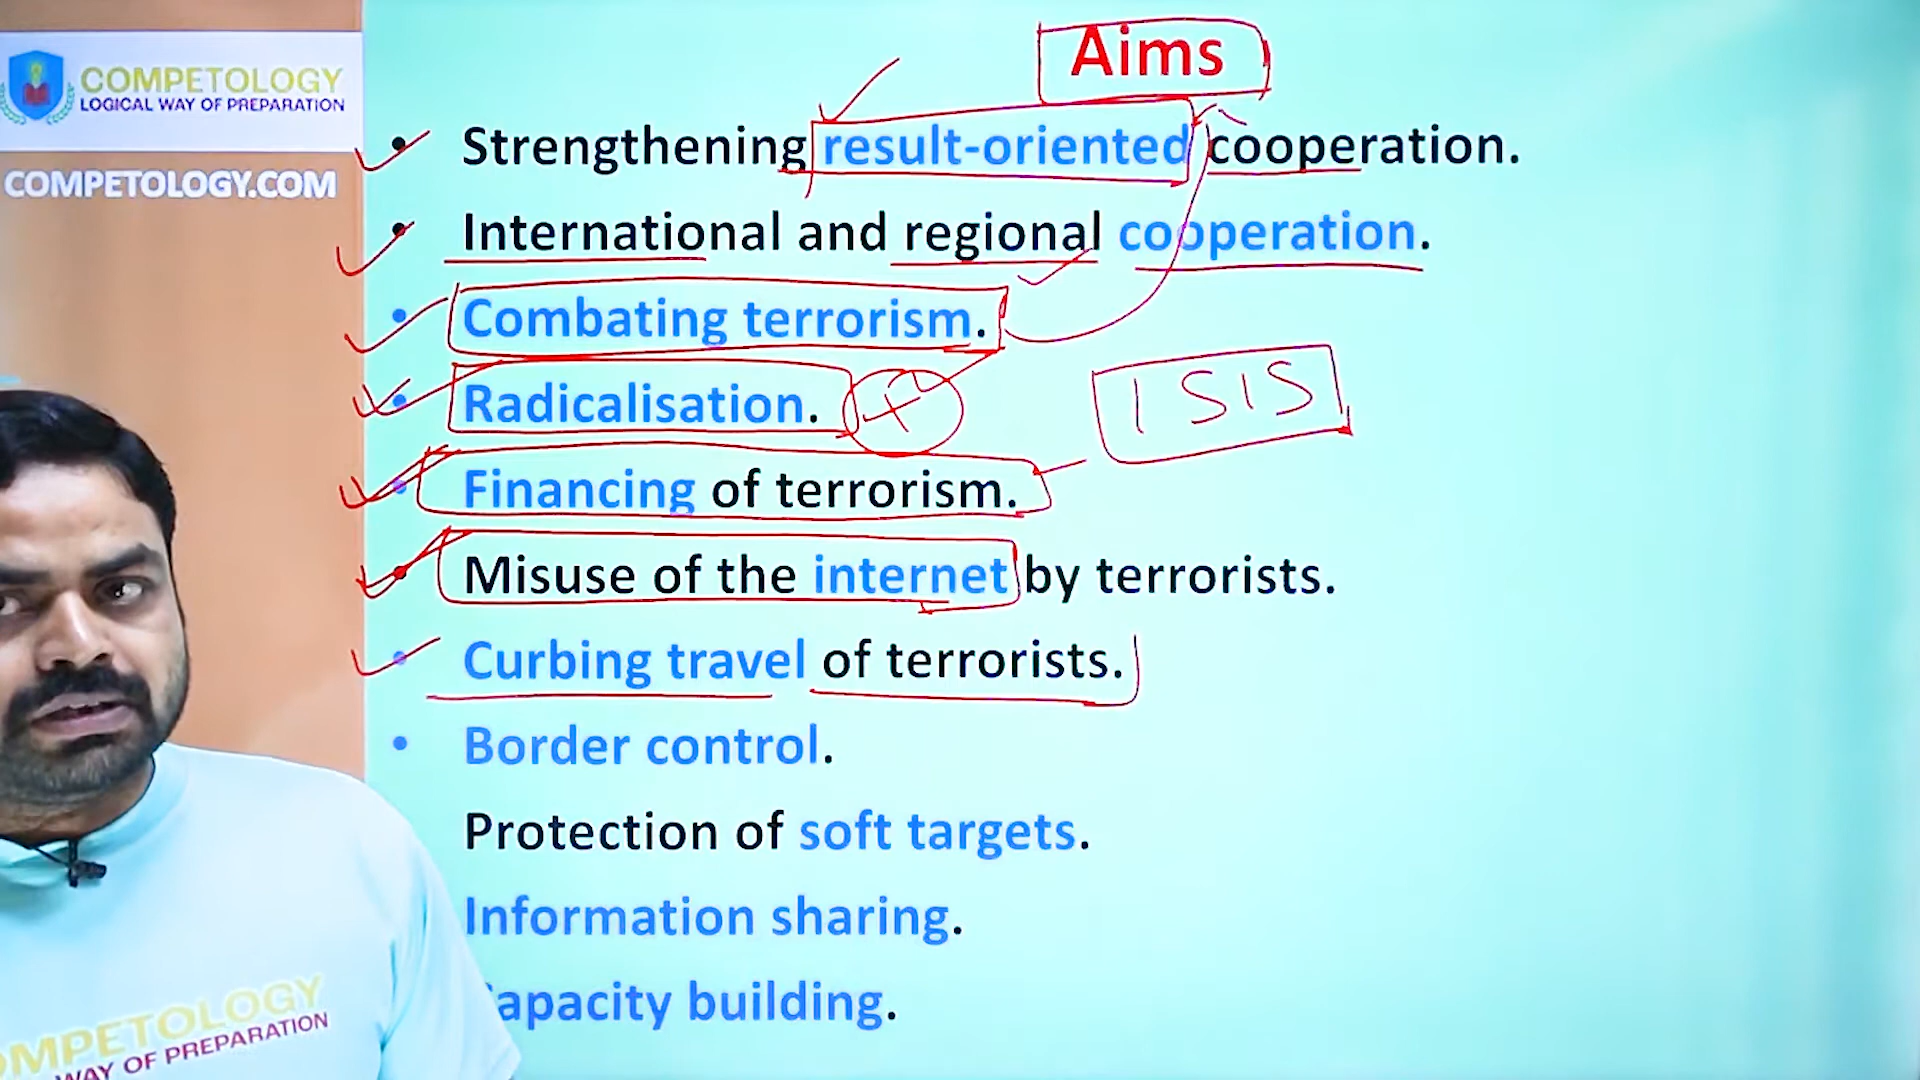 COMPETOLOGY
LOGICAL WAY OF PREPARATION
COMPETOLOGY.COM
Aims
• Strengthening result-oriented cooperation.
• International and regional cooperation.
• Combating terrorism.
• Radicalisation.
ISIS
• Financing of terrorism.
• Misuse of the internet by terrorists.
• Curbing travel of terrorists.
• Border control.
Protection of soft targets.
Information sharing.
apacity building.
OMPETOLOGY
WAY OF PREPARATION